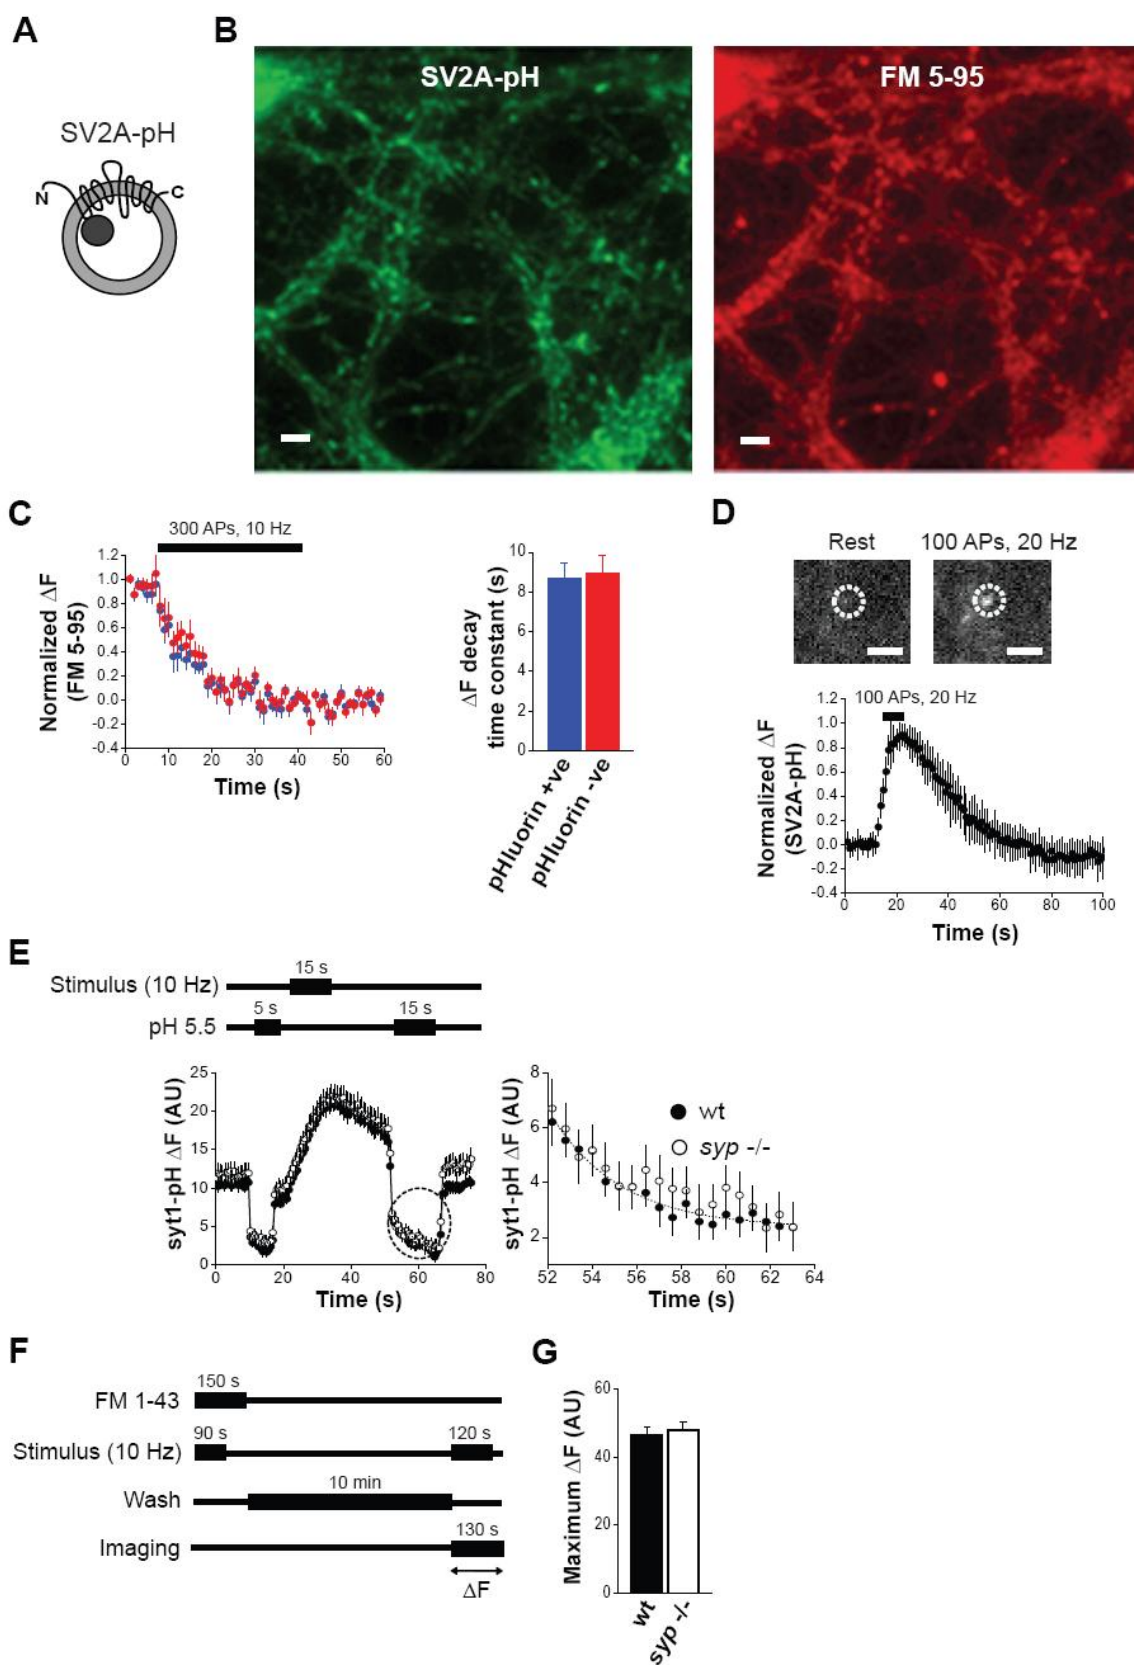 A
B
SV2A-pH
N
C
SV2A-pH
FM 5-95
C
300 APs, 10 Hz
Normalized ΔF
(FM 5-95)
1.2
1.0
0.8
0.6
0.4
0.2
0.0
-0.2
-0.4
0 10 20 30 40 50 60
Time (s)
ΔF decay
time constant (s)
10
8
6
4
2
0
pHluorin +ve
pHluorin -ve
D
Rest
100 APs, 20 Hz
100 APs, 20 Hz
Normalized ΔF
(SV2A-pH)
1.2
1.0
0.8
0.6
0.4
0.2
0.0
-0.2
-0.4
0 20 40 60 80 100
Time (s)
E
15 s
Stimulus (10 Hz)
5 s 15 s
pH 5.5
syt1-pH ΔF (AU)
25
20
15
10
5
0
0 20 40 60 80
Time (s)
syt1-pH ΔF (AU)
8
6
4
2
wt
syp -/-
52 54 56 58 60 62 64
Time (s)
F
150 s
FM 1-43
90 s 120 s
Stimulus (10 Hz)
10 min
Wash
130 s
Imaging
ΔF
G
Maximum ΔF (AU)
60
40
20
0
wt
syp -/-